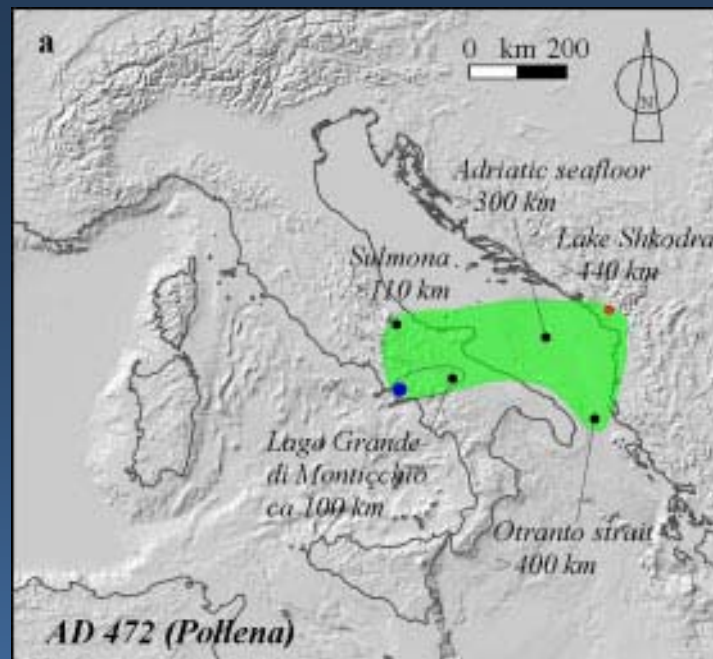 a
0 km 200
N
Adriatic seafloor
>300 km
Lake Shkodra
>440 km
Sulmona
>110 km
Lago Grande
di Monticchio
ca 100 km
Otranto strait
>400 km
AD 472 (Pollena)